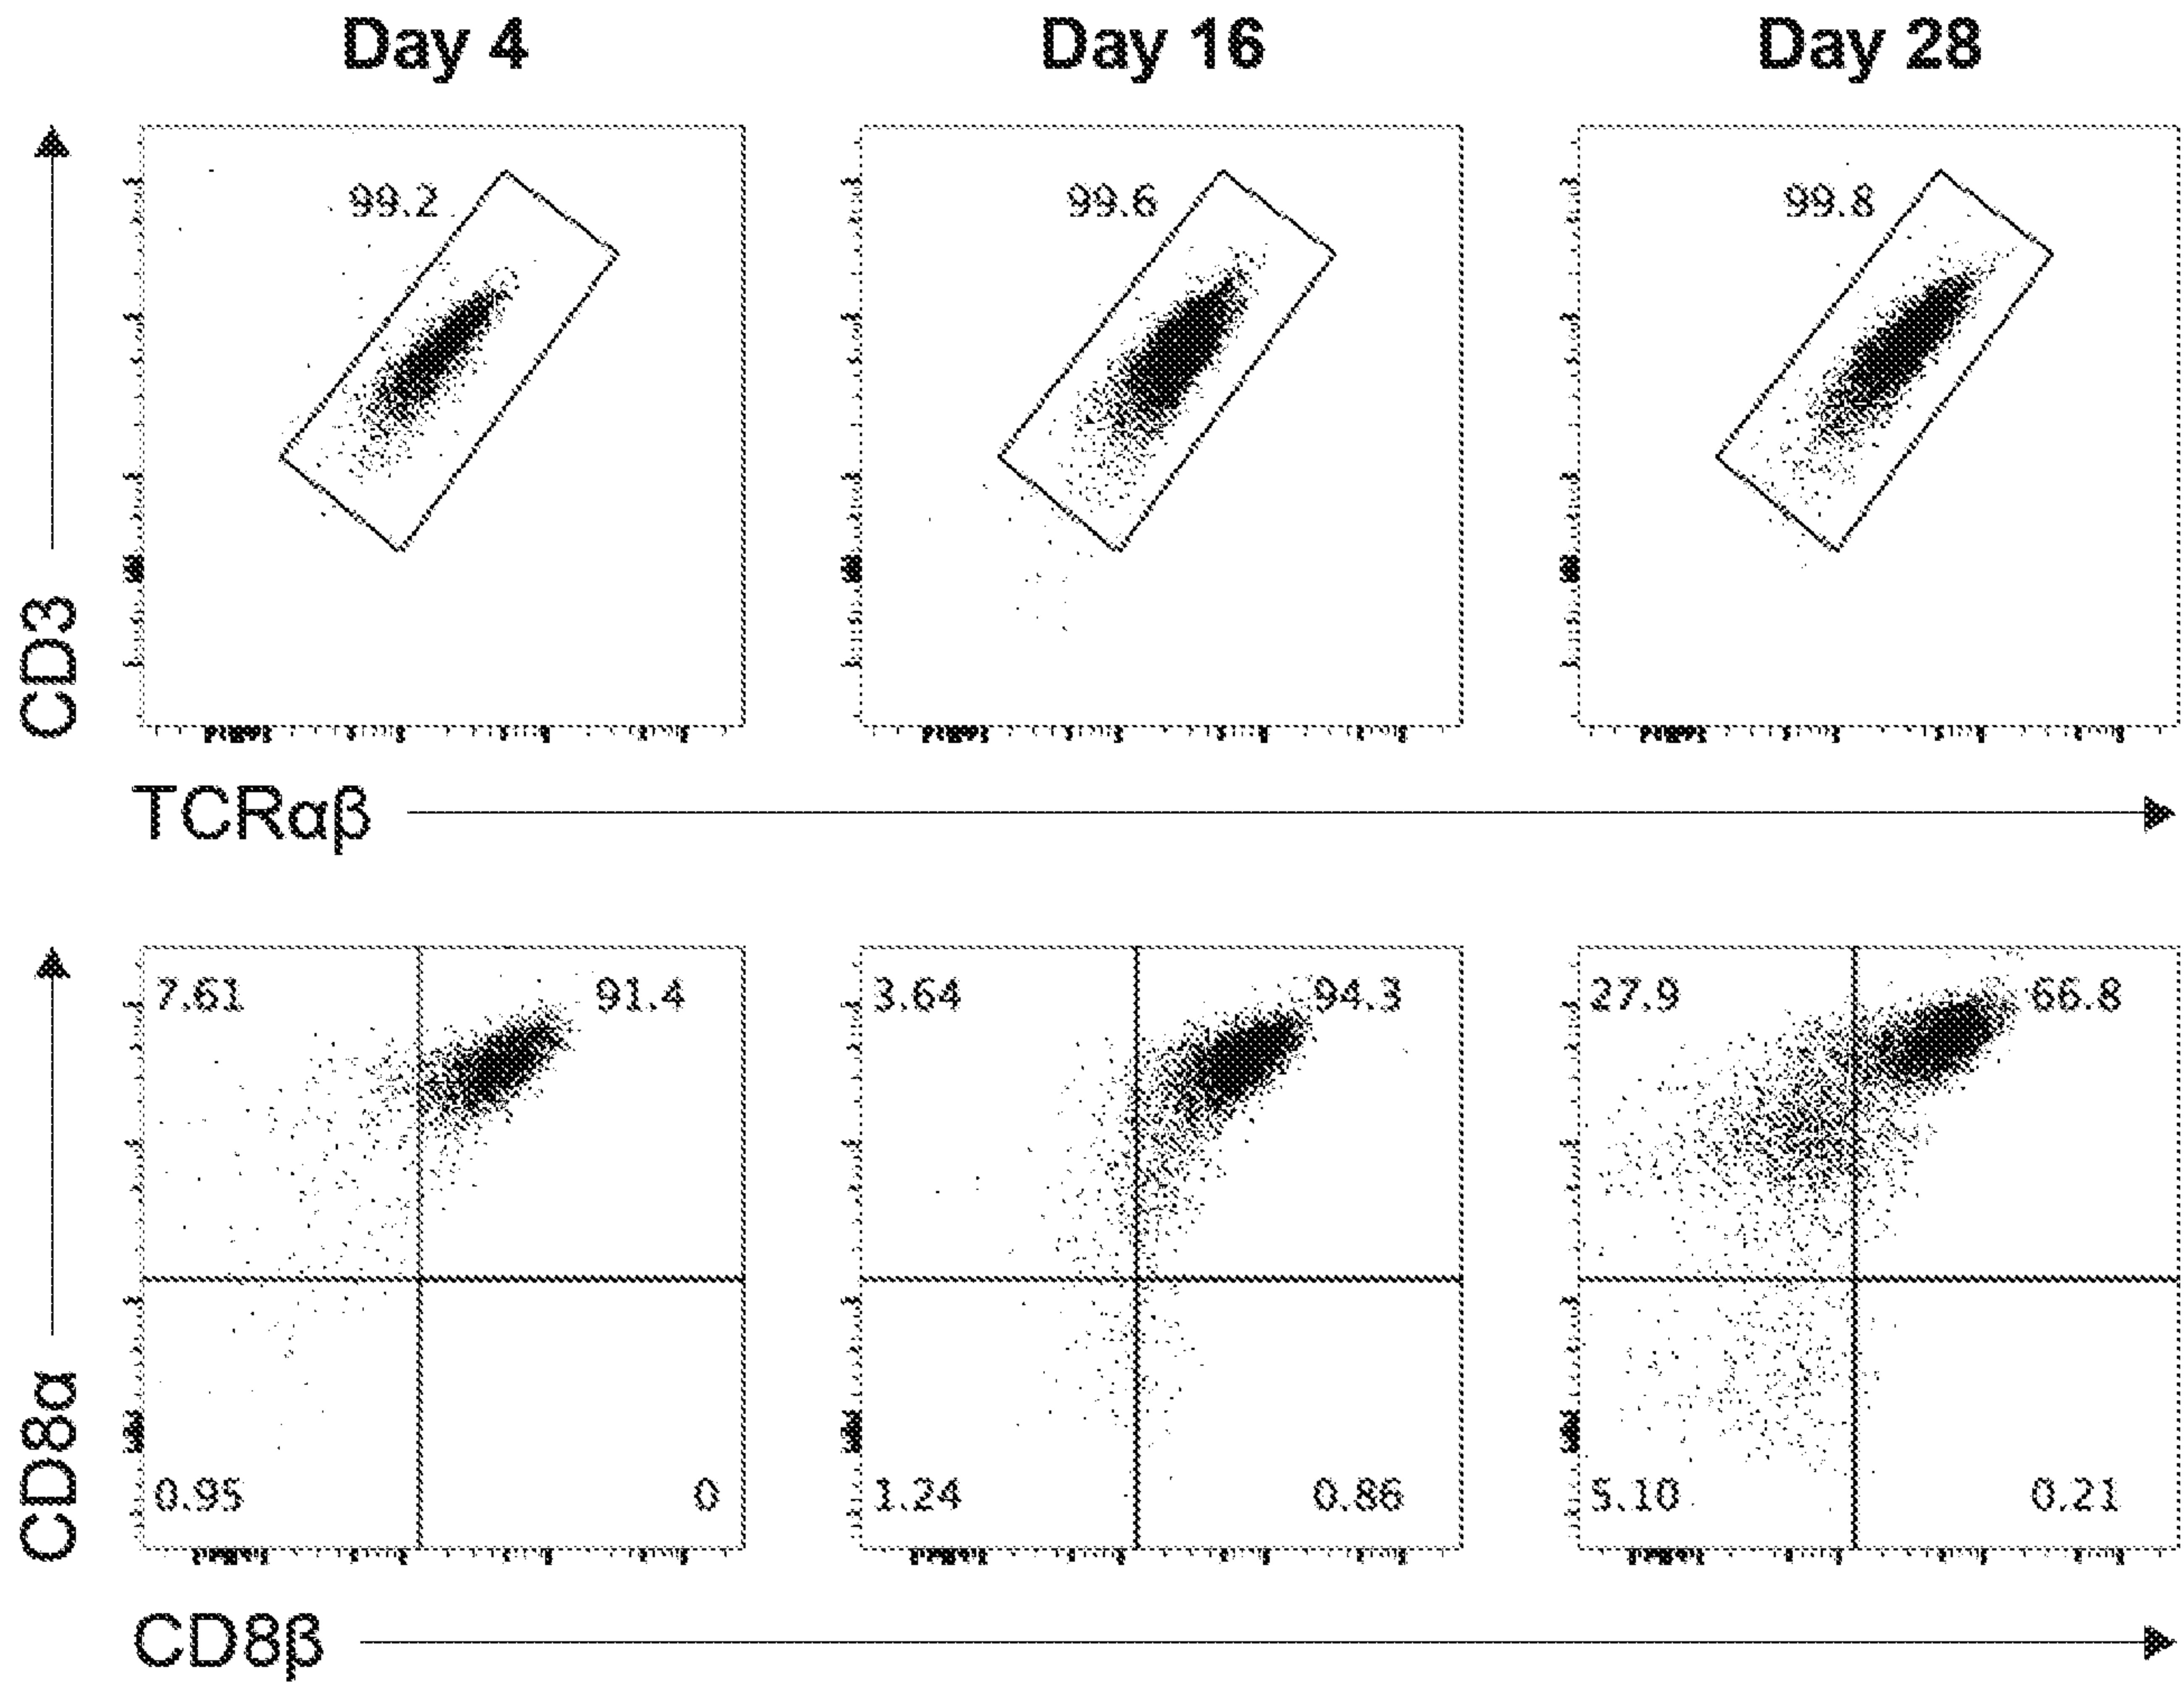 Day 4 Day 16 Day 28
99.2 99.6 99.8
CD3
TCRαβ
7.61 91.4 3.64 94.3 27.9 66.8
0.95 0 1.24 0.86 5.10 0.21
CD8α
CD8β